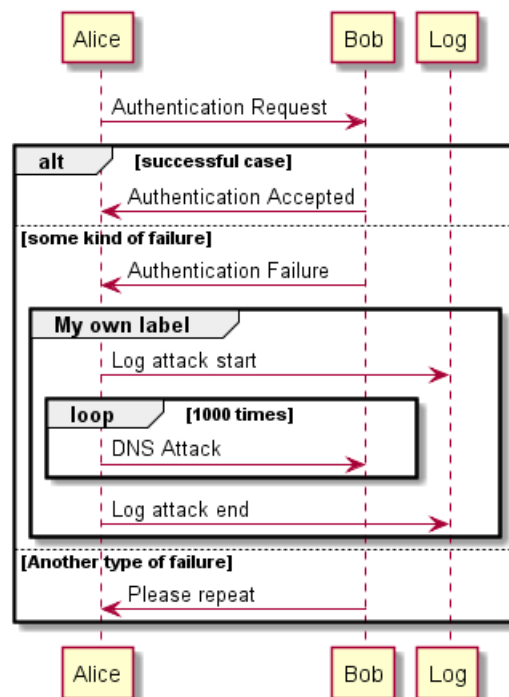 Alice Bob Log
Authentication Request
alt [successful case]
Authentication Accepted
[some kind of failure]
Authentication Failure
My own label
Log attack start
loop [1000 times]
DNS Attack
Log attack end
[Another type of failure]
Please repeat
Alice Bob Log